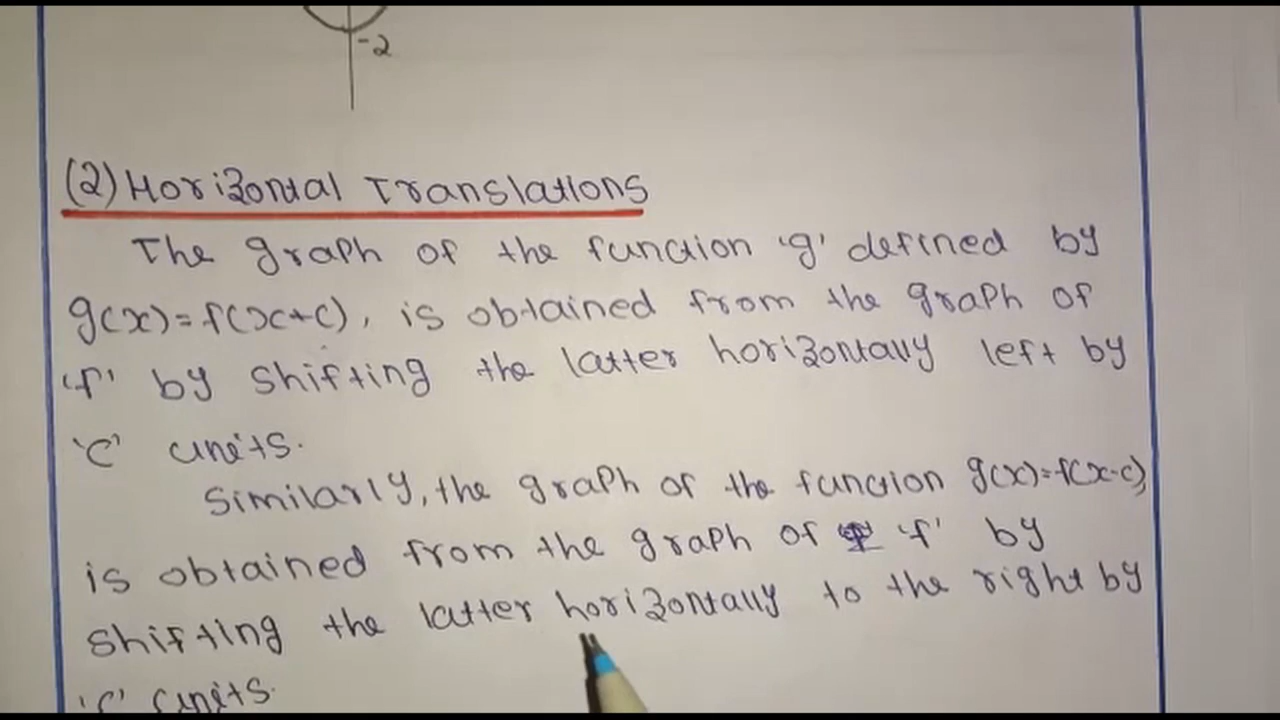 -2
(2) Horizontal Translations
The graph of the function 'g' defined by
g(x)=f(x+c), is obtained from the graph of
'f' by shifting the latter horizontally left by
'c' units.
Similarly, the graph of the function g(x)=f(x-c),
is obtained from the graph of 'f' by
shifting the latter horizontally to the right by
'c' units.